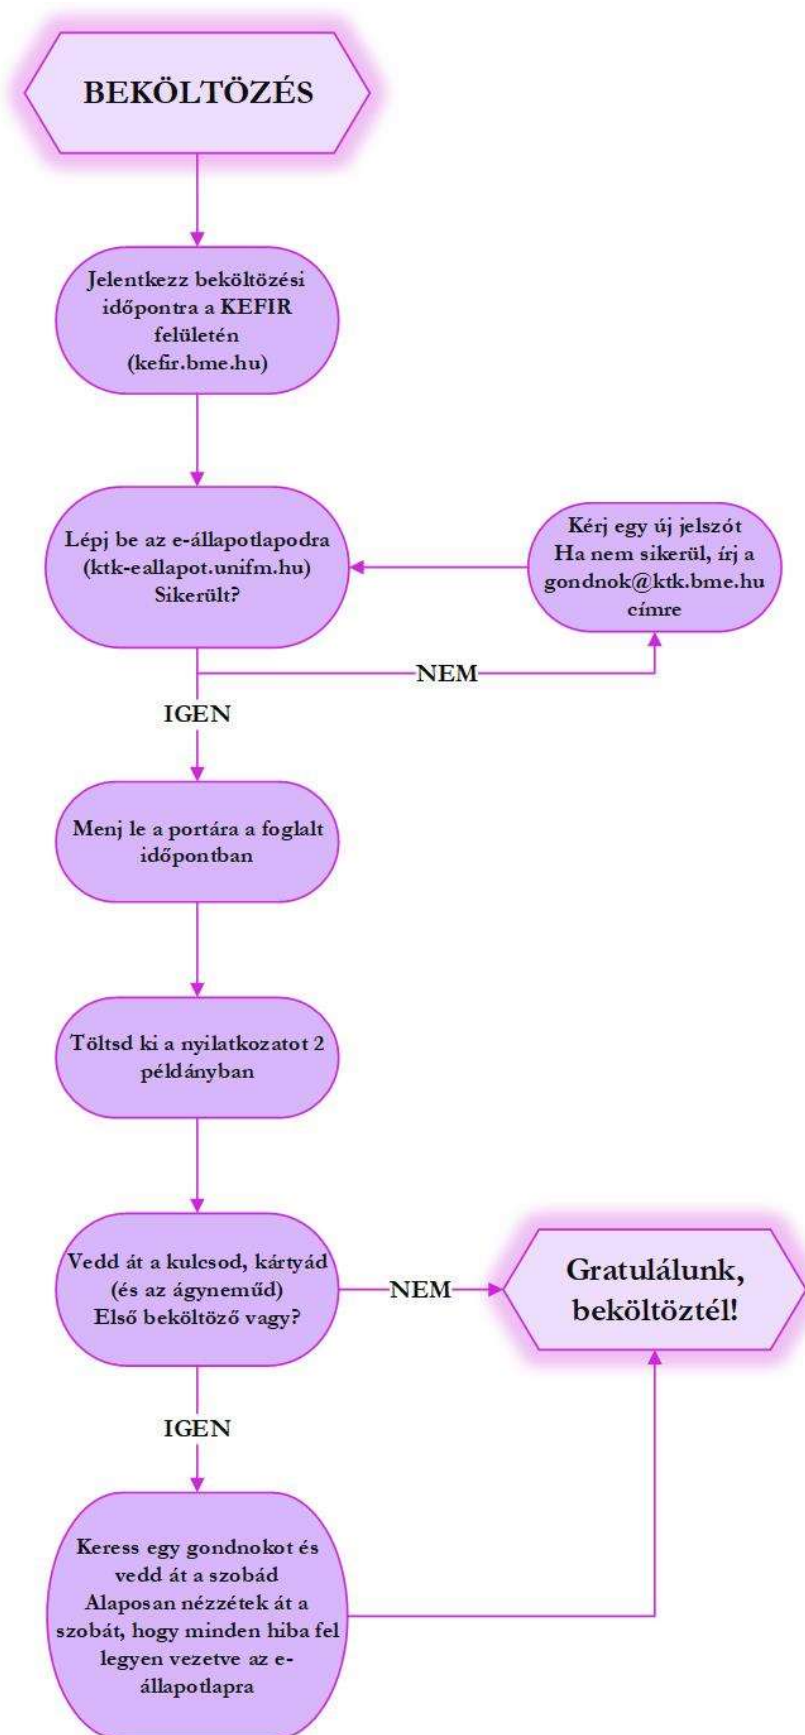 BEKÖLTÖZÉS
Jelentkezz beköltözési
időpontra a KEFIR
felületén
(kefir.bme.hu)
Lépj be az e-állapotlapodra
(ktk-eallapot.unifm.hu)
Sikerült?
Kérj egy új jelszót
Ha nem sikerül, írj a
gondnok@ktk.bme.hu
címre
NEM
IGEN
Menj le a portára a foglalt
időpontban
Töltsd ki a nyilatkozatot 2
példányban
Vedd át a kulcsod, kártyád
(és az ágyneműd)
Első beköltöző vagy?
NEM
Gratulálunk,
beköltöztél!
IGEN
Keress egy gondnokot és
vedd át a szobád
Alaposan nézzétek át a
szobát, hogy minden hiba fel
legyen vezetve az e-
állapotlapra